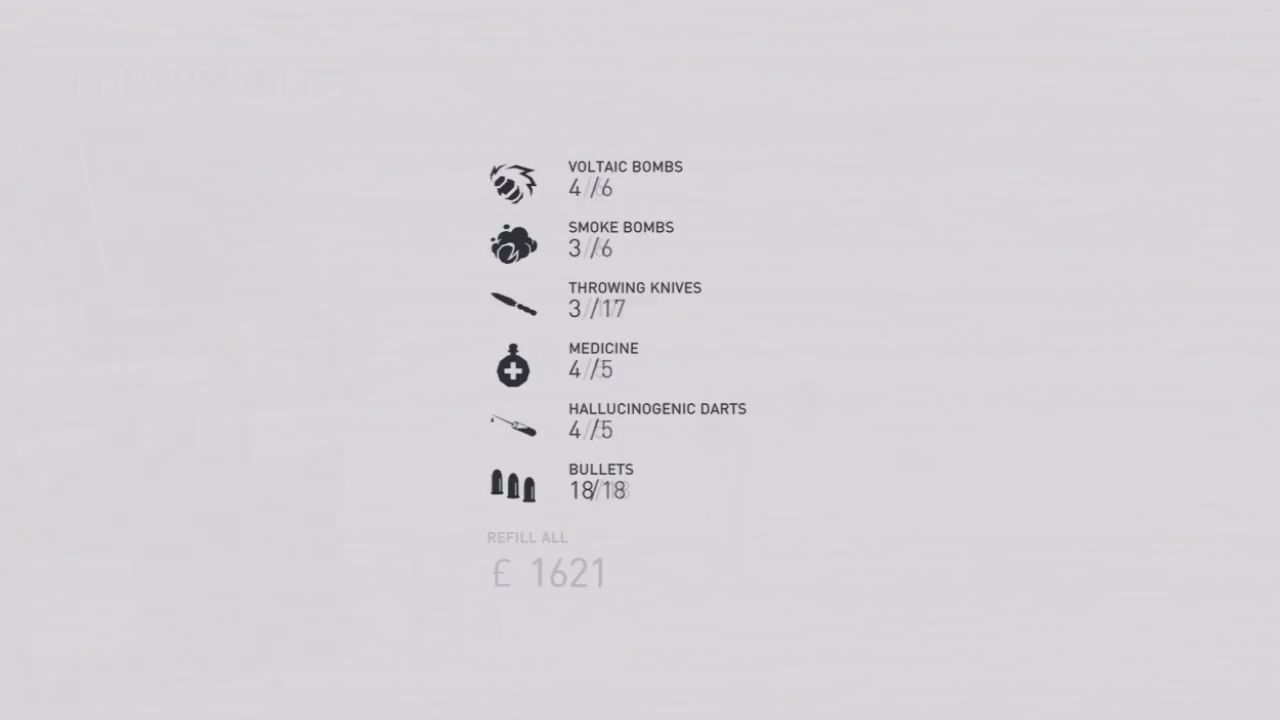 CONSUMABLES
VOLTAIC BOMBS
4/6
SMOKE BOMBS
3/6
THROWING KNIVES
3/17
MEDICINE
4/5
HALLUCINOGENIC DARTS
4/5
BULLETS
18/18
REFILL ALL
£ 1621